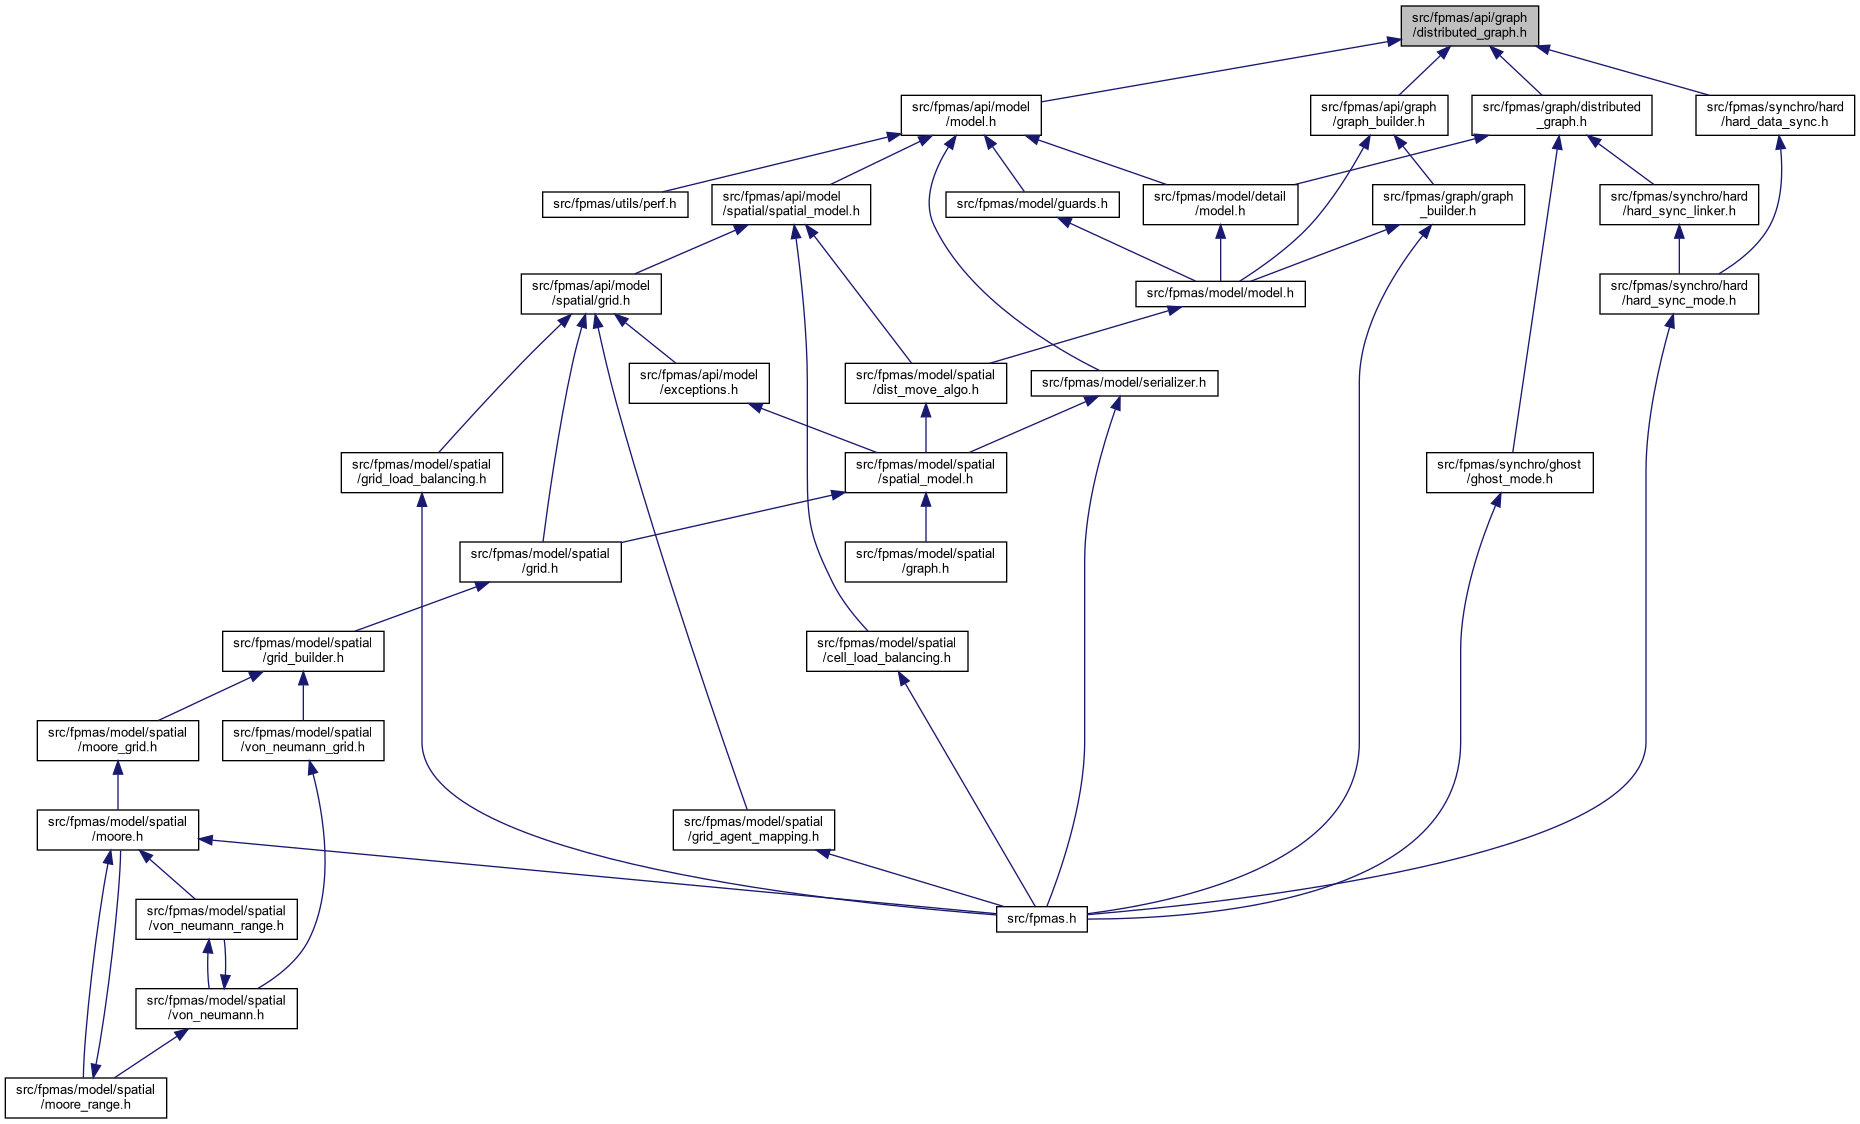 src/fpmas/api/graph
/distributed_graph.h
src/fpmas/api/model
/model.h
src/fpmas/api/graph
/graph_builder.h
src/fpmas/graph/distributed
_graph.h
src/fpmas/synchro/hard
/hard_data_sync.h
src/fpmas/utils/perf.h
src/fpmas/api/model
/spatial/spatial_model.h
src/fpmas/model/guards.h
src/fpmas/model/detail
/model.h
src/fpmas/graph/graph
_builder.h
src/fpmas/synchro/hard
/hard_sync_linker.h
src/fpmas/api/model
/spatial/grid.h
src/fpmas/model/model.h
src/fpmas/synchro/hard
/hard_sync_mode.h
src/fpmas/api/model
/exceptions.h
src/fpmas/model/spatial
/dist_move_algo.h
src/fpmas/model/serializer.h
src/fpmas/model/spatial
/grid_load_balancing.h
src/fpmas/model/spatial
/spatial_model.h
src/fpmas/synchro/ghost
/ghost_mode.h
src/fpmas/model/spatial
/grid.h
src/fpmas/model/spatial
/graph.h
src/fpmas/model/spatial
/grid_builder.h
src/fpmas/model/spatial
/cell_load_balancing.h
src/fpmas/model/spatial
/moore_grid.h
src/fpmas/model/spatial
/von_neumann_grid.h
src/fpmas/model/spatial
/moore.h
src/fpmas/model/spatial
/grid_agent_mapping.h
src/fpmas/model/spatial
/von_neumann_range.h
src/fpmas.h
src/fpmas/model/spatial
/von_neumann.h
src/fpmas/model/spatial
/moore_range.h